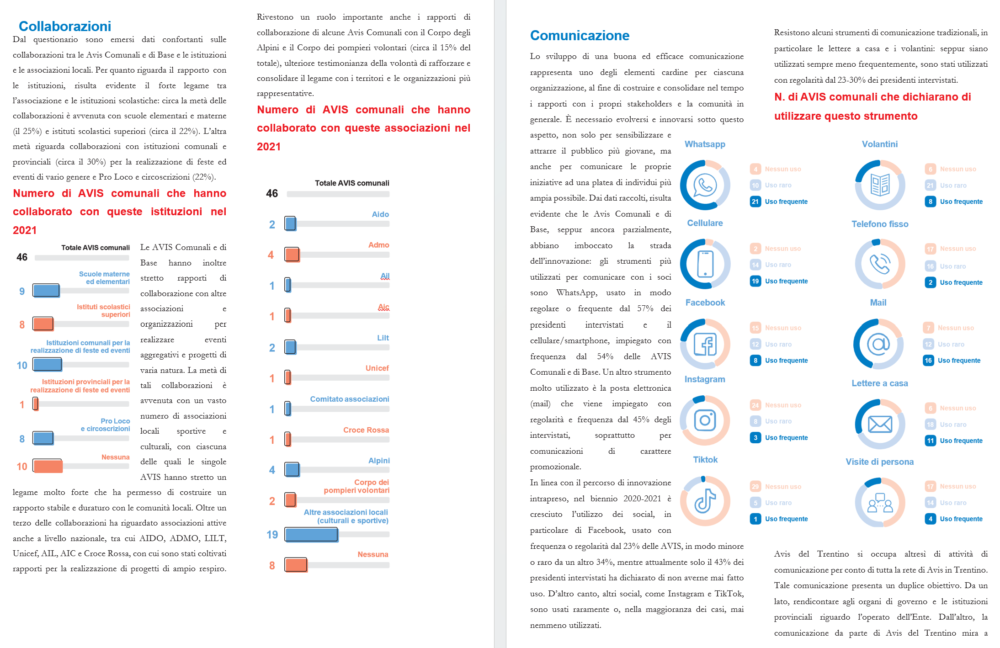 Collaborazioni
Dal questionario sono emersi dati confortanti sulle
collaborazioni tra le Avis Comunali e di Base e le istituzioni
e le associazioni locali. Per quanto riguarda il rapporto con
le istituzioni, risulta evidente il forte legame tra
l’associazione e le istituzioni scolastiche: circa la metà delle
collaborazioni è avvenuta con scuole elementari e materne
(il 25%) e istituti scolastici superiori (circa il 22%). L’altra
metà riguarda collaborazioni con istituzioni comunali e
provinciali (circa il 30%) per la realizzazione di feste ed
eventi di vario genere e Pro Loco e circoscrizioni (22%).
Numero di AVIS comunali che hanno
collaborato con queste istituzioni nel
2021
Totale AVIS comunali
46
Scuole materne
ed elementari
9
Istituti scolastici
superiori
8
Istituzioni comunali per la
realizzazione di feste ed eventi
10
Istituzioni provinciali per la
realizzazione di feste ed eventi
1
Pro Loco
e circoscrizioni
8
Nessuna
10
Le AVIS Comunali e di
Base hanno inoltre
stretto rapporti di
collaborazione con altre
associazioni e
organizzazioni per
realizzare eventi
aggregativi e progetti di
varia natura. La metà di
tali collaborazioni è
avvenuta con un vasto
numero di associazioni
locali sportive e
culturali, con ciascuna
delle quali le singole
AVIS hanno stretto un
legame molto forte che ha permesso di costruire un
rapporto stabile e duraturo con le comunità locali. Oltre un
terzo delle collaborazioni ha riguardato associazioni attive
anche a livello nazionale, tra cui AIDO, ADMO, LILT,
Unicef, AIL, AIC e Croce Rossa, con cui sono stati coltivati
rapporti per la realizzazione di progetti di ampio respiro.
Rivestono un ruolo importante anche i rapporti di
collaborazione di alcune Avis Comunali con il Corpo degli
Alpini e il Corpo dei pompieri volontari (circa il 15% del
totale), ulteriore testimonianza della volontà di rafforzare e
consolidare il legame con i territori e le organizzazioni più
rappresentative.
Numero di AVIS comunali che hanno
collaborato con queste associazioni nel
2021
Totale AVIS comunali
46
Aido
2
Admo
4
Ail
1
Aic
1
Lilt
2
Unicef
1
Comitato associazioni
1
Croce Rossa
1
Alpini
4
Corpo dei
pompieri volontari
2
Altre associazioni locali
(culturali e sportive)
19
Nessuna
8
Comunicazione
Lo sviluppo di una buona ed efficace comunicazione
rappresenta uno degli elementi cardine per ciascuna
organizzazione, al fine di costruire e consolidare nel tempo
i rapporti con i propri stakeholders e la comunità in
generale. È necessario evolversi e innovarsi sotto questo
aspetto, non solo per sensibilizzare e
attrarre il pubblico più giovane, ma
anche per comunicare le proprie
iniziative ad una platea di individui più
ampia possibile. Dai dati raccolti, risulta
evidente che le Avis Comunali e di
Base, seppur ancora parzialmente,
abbiano imboccato la strada
dell’innovazione: gli strumenti più
utilizzati per comunicare con i soci
sono WhatsApp, usato in modo
regolare o frequente dal 57% dei
presidenti intervistati e il
cellulare/smartphone, impiegato con
frequenza dal 54% delle AVIS
Comunali e di Base. Un altro strumento
molto utilizzato è la posta elettronica
(mail) che viene impiegato con
regolarità e frequenza dal 45% degli
intervistati, soprattutto per
comunicazioni di carattere
promozionale.
In linea con il percorso di innovazione
intrapreso, nel biennio 2020-2021 è
cresciuto l’utilizzo dei social, in
particolare di Facebook, usato con
frequenza o regolarità dal 23% delle AVIS, in modo minore
o raro da un altro 34%, mentre attualmente solo il 43% dei
presidenti intervistati ha dichiarato di non averne mai fatto
uso. D’altro canto, altri social, come Instagram e TikTok,
sono usati raramente o, nella maggioranza dei casi, mai
nemmeno utilizzati.
Resistono alcuni strumenti di comunicazione tradizionali, in
particolare le lettere a casa e i volantini: seppur siano
utilizzati sempre meno frequentemente, sono stati utilizzati
con regolarità dal 23-30% dei presidenti intervistati.
N. di AVIS comunali che dichiarano di
utilizzare questo strumento
Whatsapp
4 Nessun uso
10 Uso raro
21 Uso frequente
Cellulare
2 Nessun uso
14 Uso raro
19 Uso frequente
Facebook
15 Nessun uso
12 Uso raro
8 Uso frequente
Instagram
24 Nessun uso
8 Uso raro
3 Uso frequente
Tiktok
29 Nessun uso
5 Uso raro
1 Uso frequente
Volantini
6 Nessun uso
21 Uso raro
8 Uso frequente
Telefono fisso
17 Nessun uso
16 Uso raro
2 Uso frequente
Mail
7 Nessun uso
12 Uso raro
16 Uso frequente
Lettere a casa
6 Nessun uso
18 Uso raro
11 Uso frequente
Visite di persona
17 Nessun uso
14 Uso raro
4 Uso frequente
Avis del Trentino si occupa altresì di attività di
comunicazione per conto di tutta la rete di Avis in Trentino.
Tale comunicazione presenta un duplice obiettivo. Da un
lato, rendicontare agli organi di governo e le istituzioni
provinciali riguardo l’operato dell’Ente. Dall’altro, la
comunicazione da parte di Avis del Trentino mira a